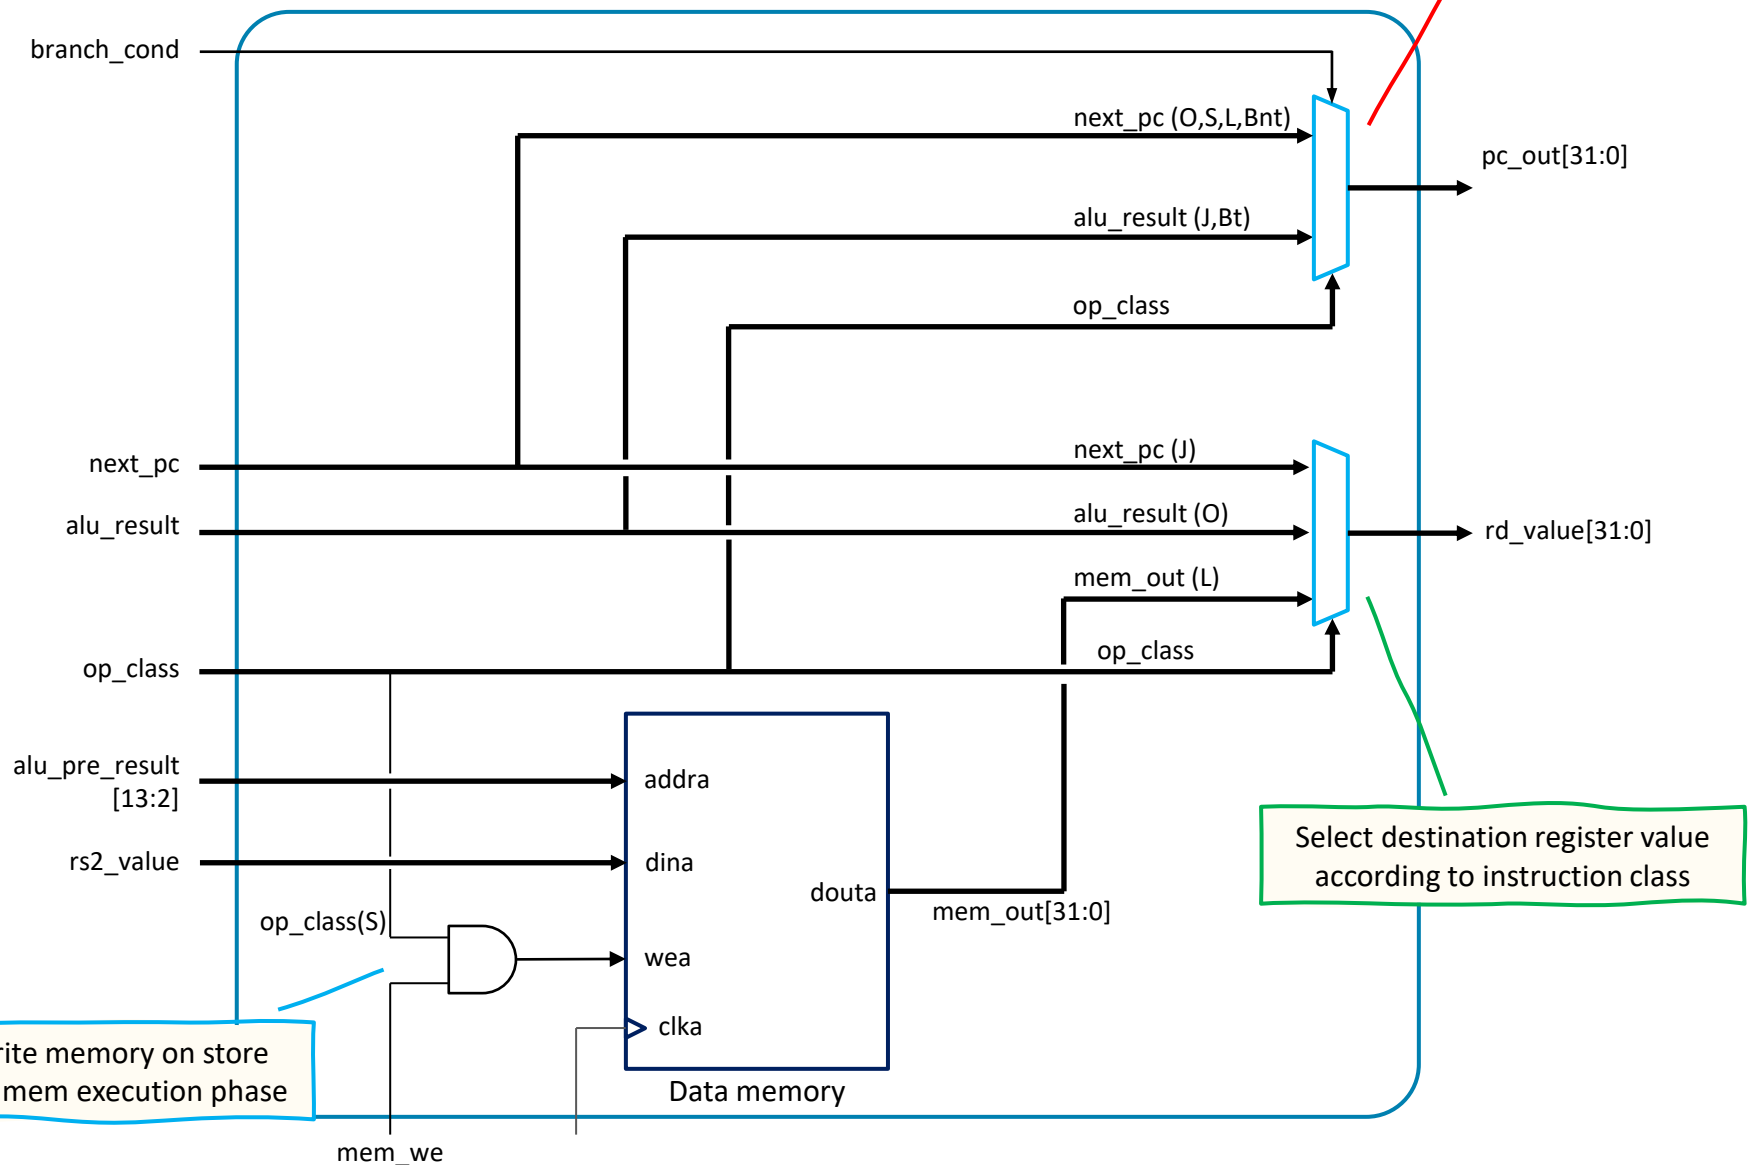 branch_cond
next_pc (O,S,L,Bnt)
pc_out[31:0]
alu_result (J,Bt)
op_class
next_pc
next_pc (J)
alu_result
alu_result (O)
rd_value[31:0]
mem_out (L)
op_class
op_class
alu_pre_result
[13:2]
addra
Select destination register value
according to instruction class
rs2_value
dina
douta
mem_out[31:0]
op_class(S)
wea
clka
memory on store
mem execution phase
Data memory
mem_we